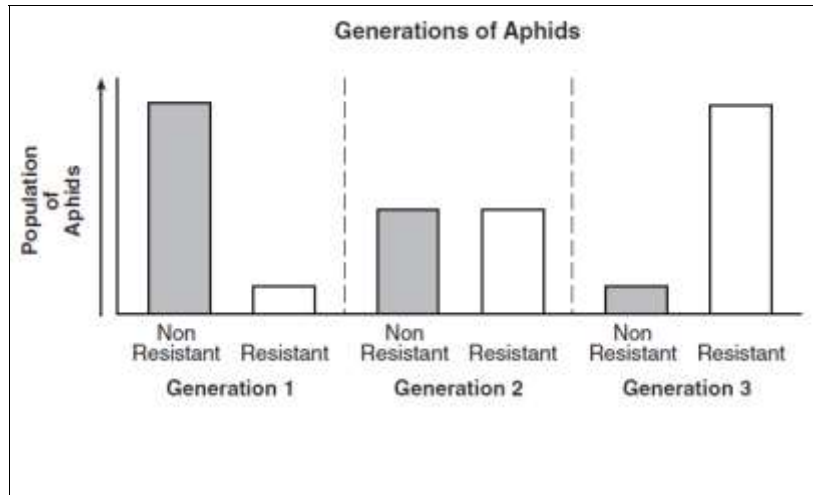 Generations of Aphids
Population
of
Aphids
Non
Resistant
Resistant
Non
Resistant
Resistant
Non
Resistant
Resistant
Generation 1
Generation 2
Generation 3